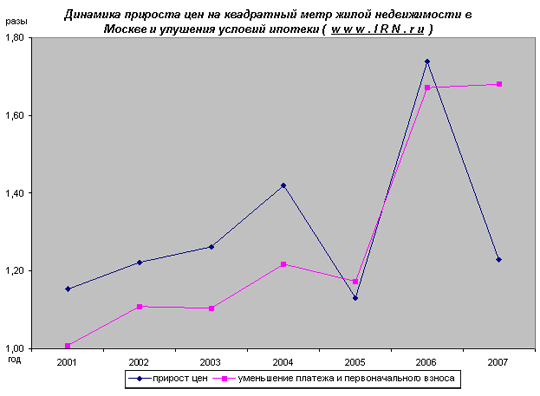 Динамика прироста цен на квадратный метр жилой недвижимости в
Москве и улушения условий ипотеки ( w w w . I R N . r u )
разы
1,80
1,60
1,40
1,20
1,00
год
2001 2002 2003 2004 2005 2006 2007
прирост цен уменьшение платежа и первоначального взноса